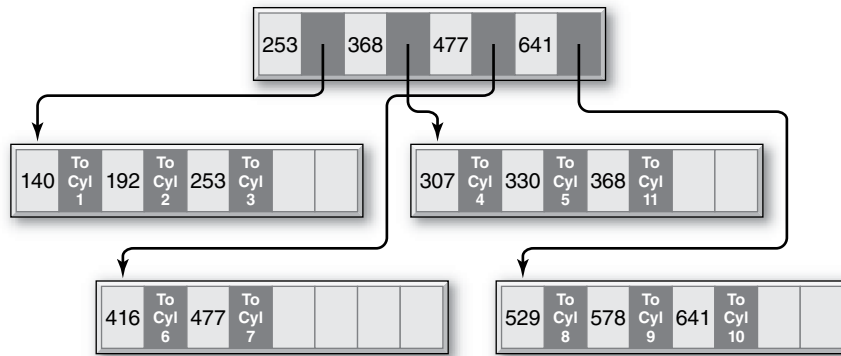 253 368 477 641
140 To Cyl 1 192 To Cyl 2 253 To Cyl 3
307 To Cyl 4 330 To Cyl 5 368 To Cyl 11
416 To Cyl 6 477 To Cyl 7
529 To Cyl 8 578 To Cyl 9 641 To Cyl 10